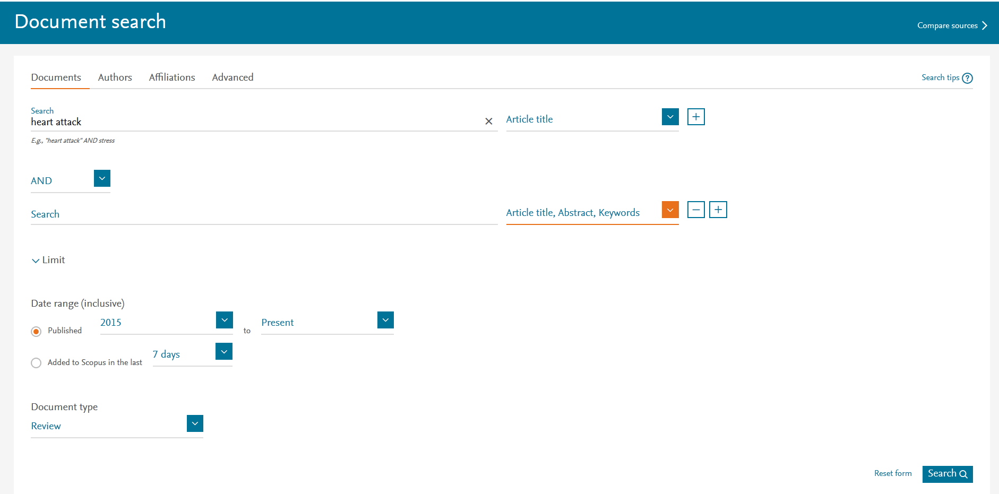 Document search
Compare sources
Documents Authors Affiliations Advanced
Search tips ?
Search
heart attack
Article title
E.g., "heart attack" AND stress
AND
Search
Article title, Abstract, Keywords
Limit
Date range (inclusive)
Published 2015 to Present
Added to Scopus in the last 7 days
Document type
Review
Reset form Search